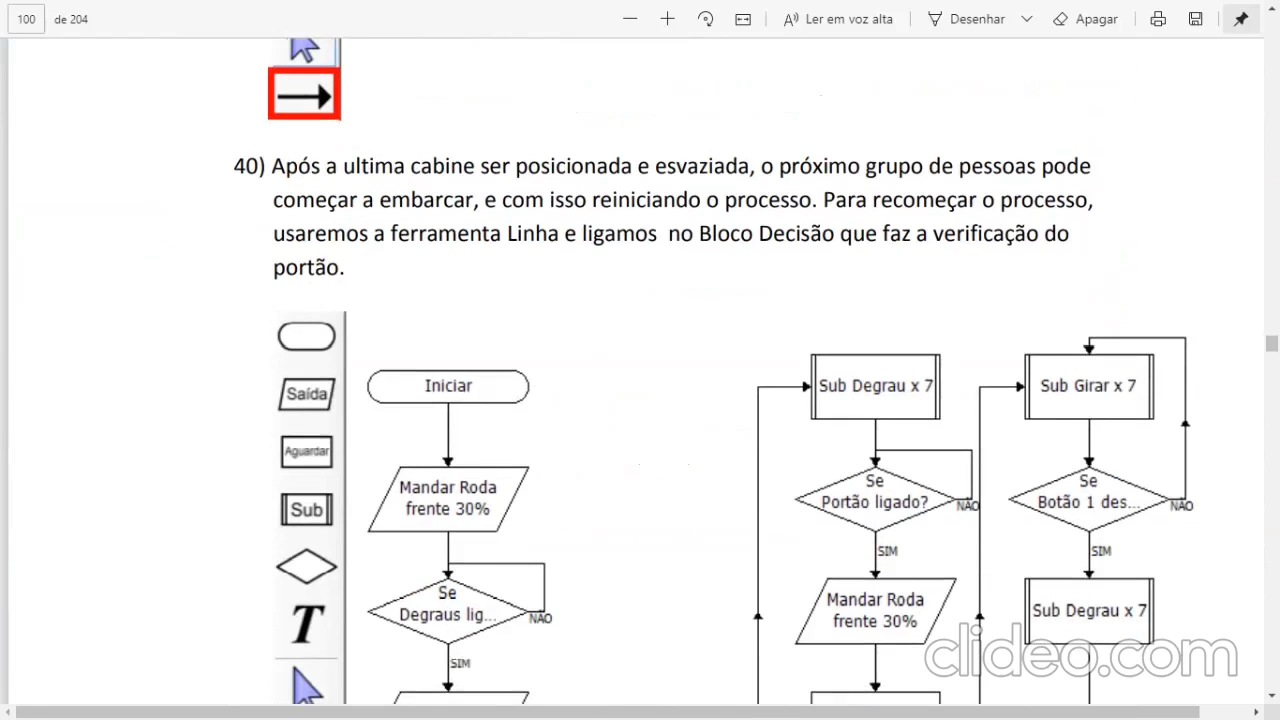 100 de 204
Ler em voz alta
Desenhar
Apagar
40) Após a ultima cabine ser posicionada e esvaziada, o próximo grupo de pessoas pode
começar a embarcar, e com isso reiniciando o processo. Para recomeçar o processo,
usaremos a ferramenta Linha e ligamos no Bloco Decisão que faz a verificação do
portão.
Saída
Aguardar
Sub
T
Iniciar
Mandar Roda
frente 30%
Se
Degraus lig...
NÃO
SIM
Sub Degrau x 7
Se
Portão ligado?
NÃO
SIM
Mandar Roda
frente 30%
Sub Girar x 7
Se
Botão 1 des...
NÃO
SIM
Sub Degrau x 7
clideo.com